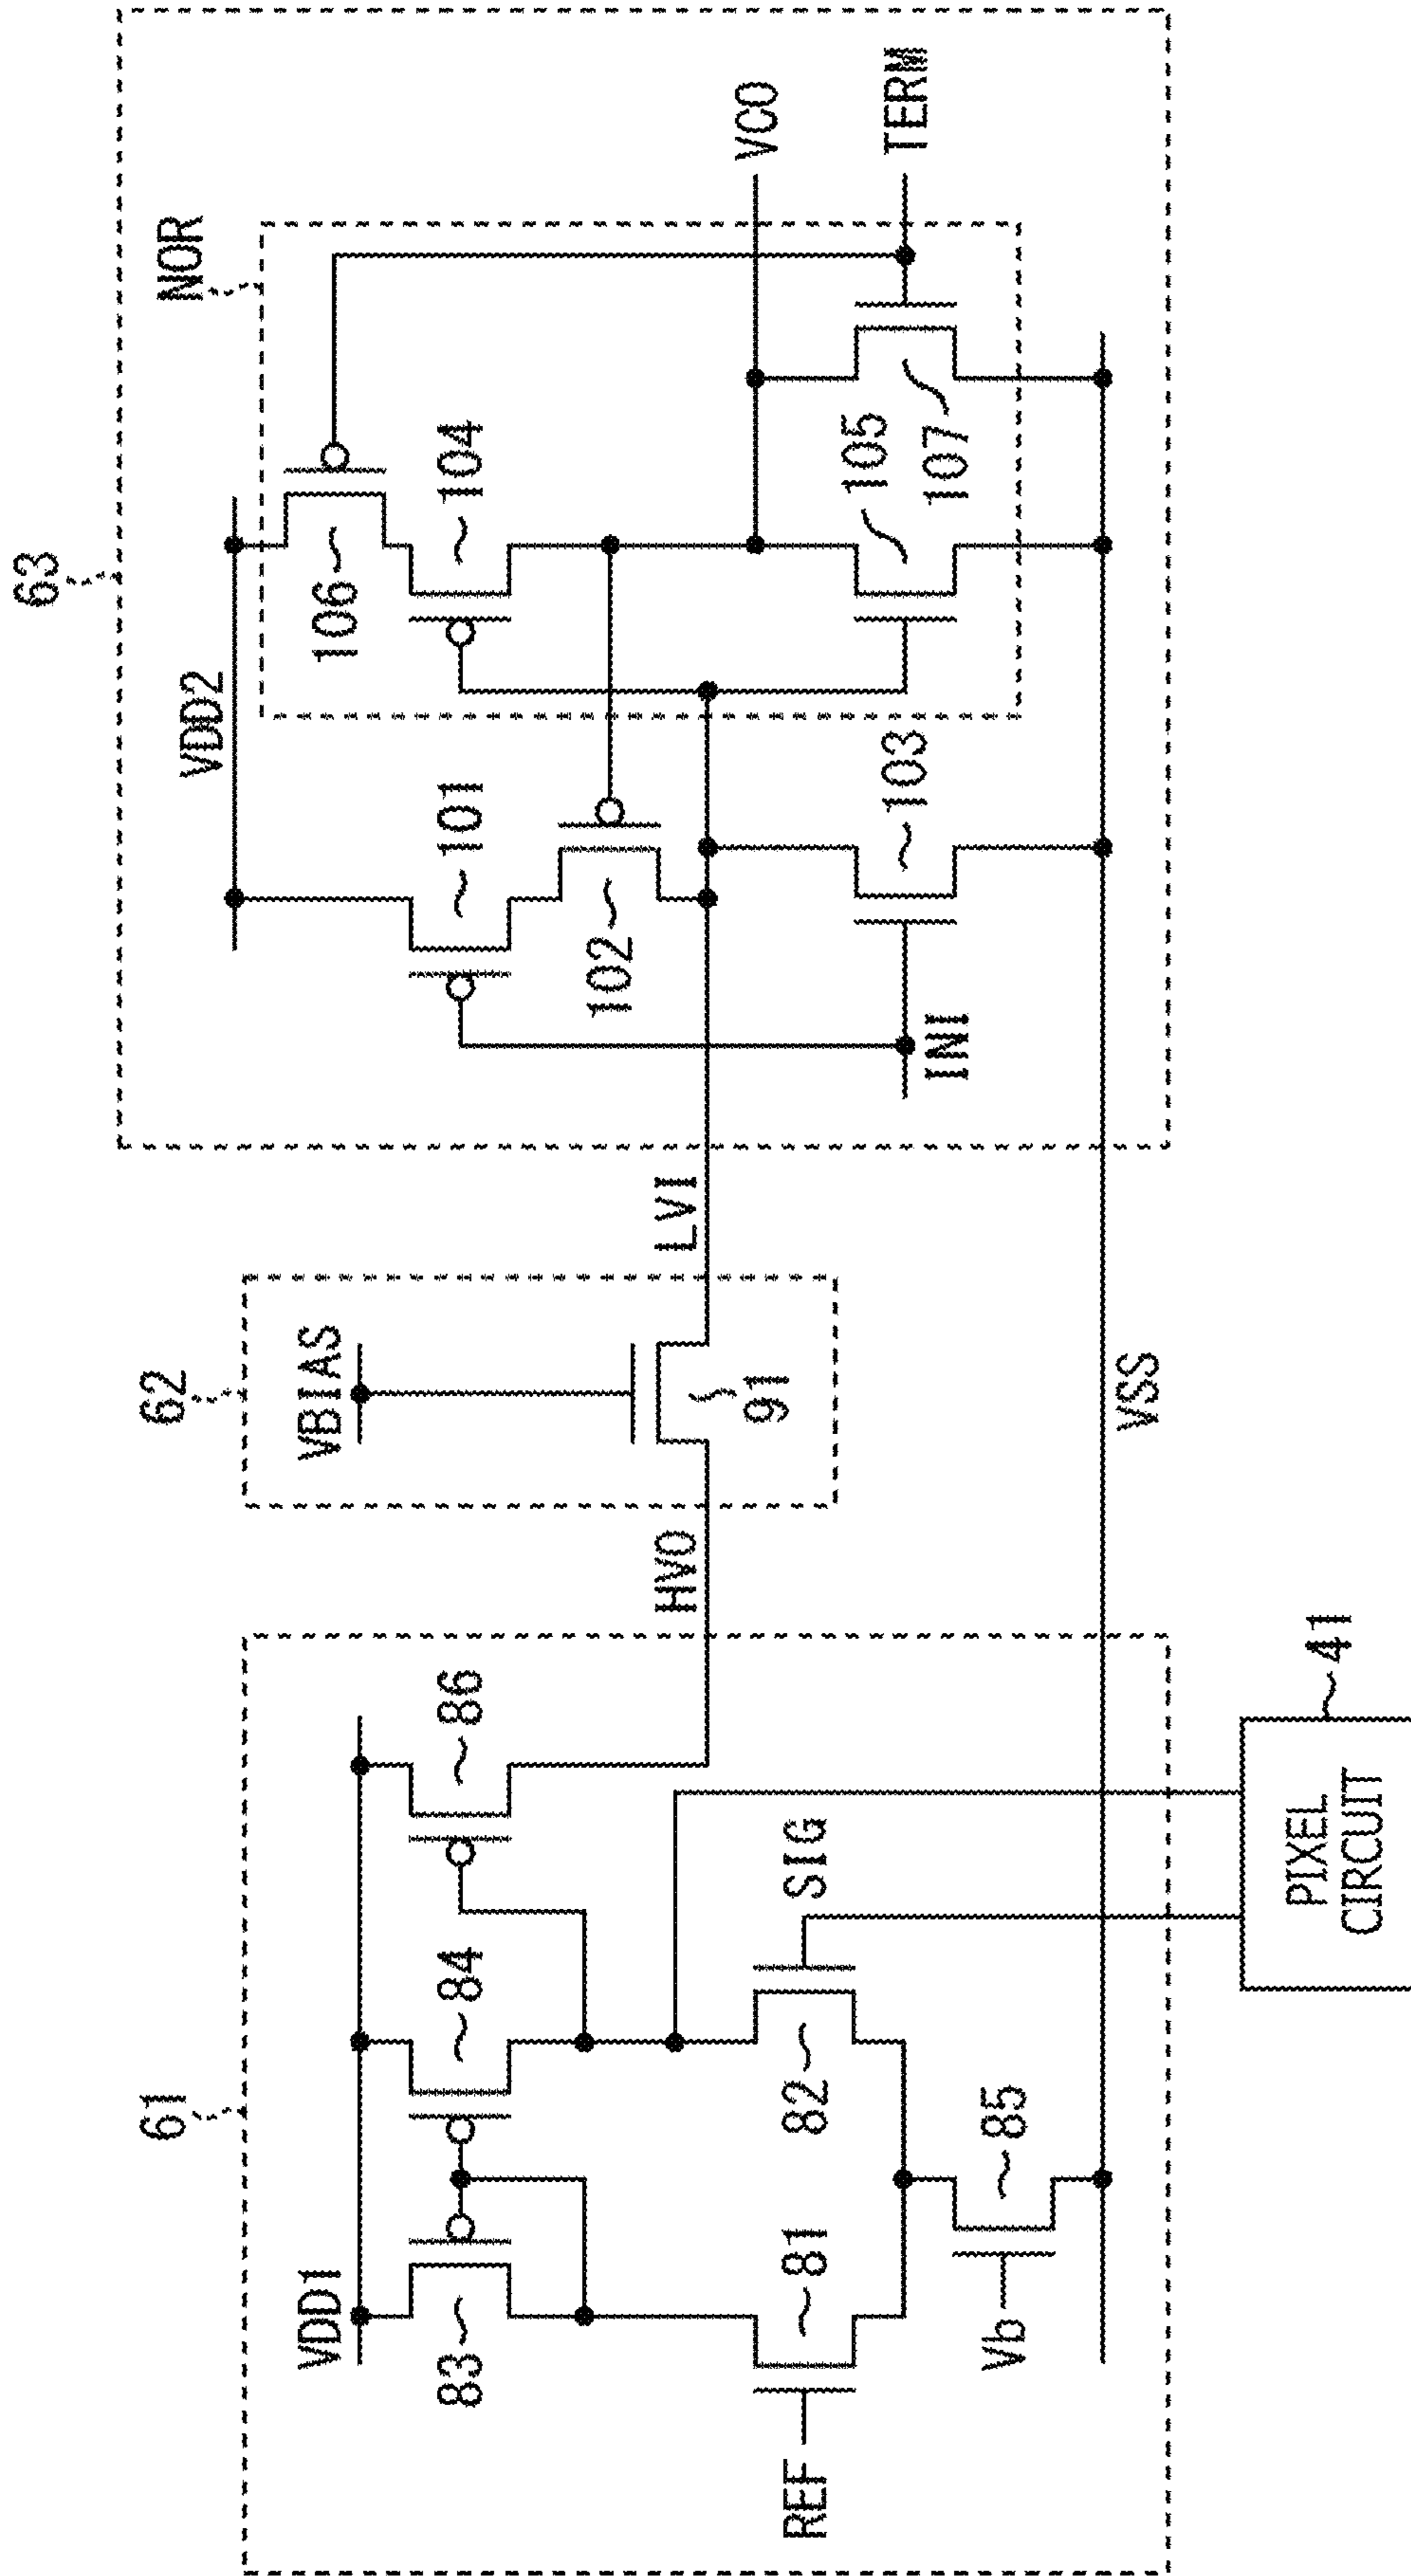 61
62
63
VDD1
83
84
86
REF
81
82
SIG
Vb
85
HVO
VBIAS
91
LVI
VSS
PIXEL
CIRCUIT
41
VDD2
NOR
101
102
103
INI
106
104
105
107
VCO
TERM